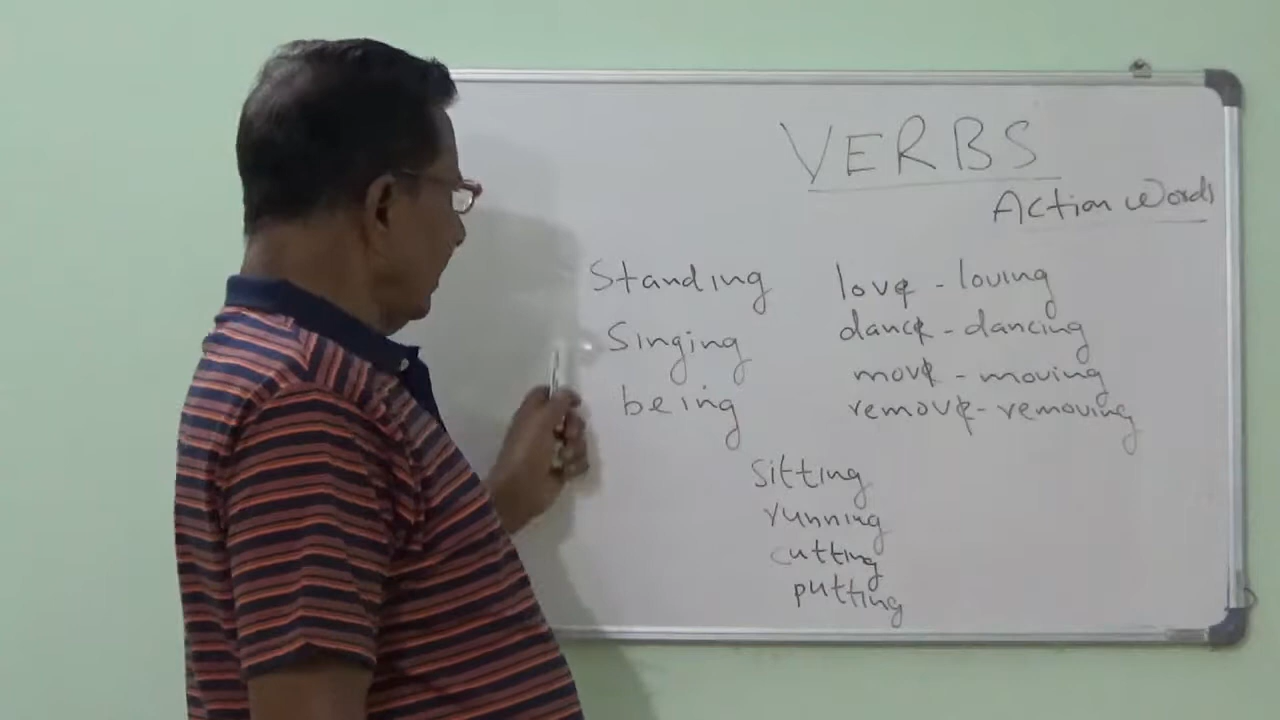 VERBS
Action Words
Standing
Singing
being
love - loving
dance - dancing
move - moving
remove - removing
sitting
running
cutting
putting